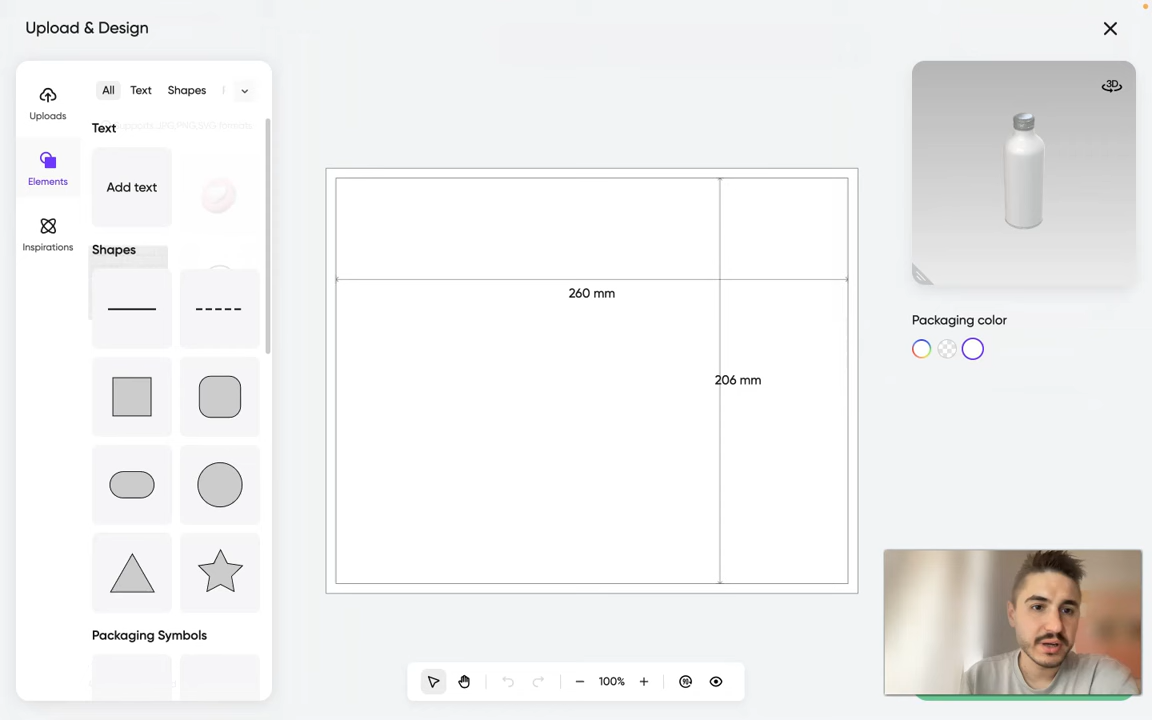 Upload & Design
Uploads
Elements
Inspirations
All
Text
Shapes
Text
Add text
Shapes
Packaging Symbols
260 mm
206 mm
100%
3D
Packaging color